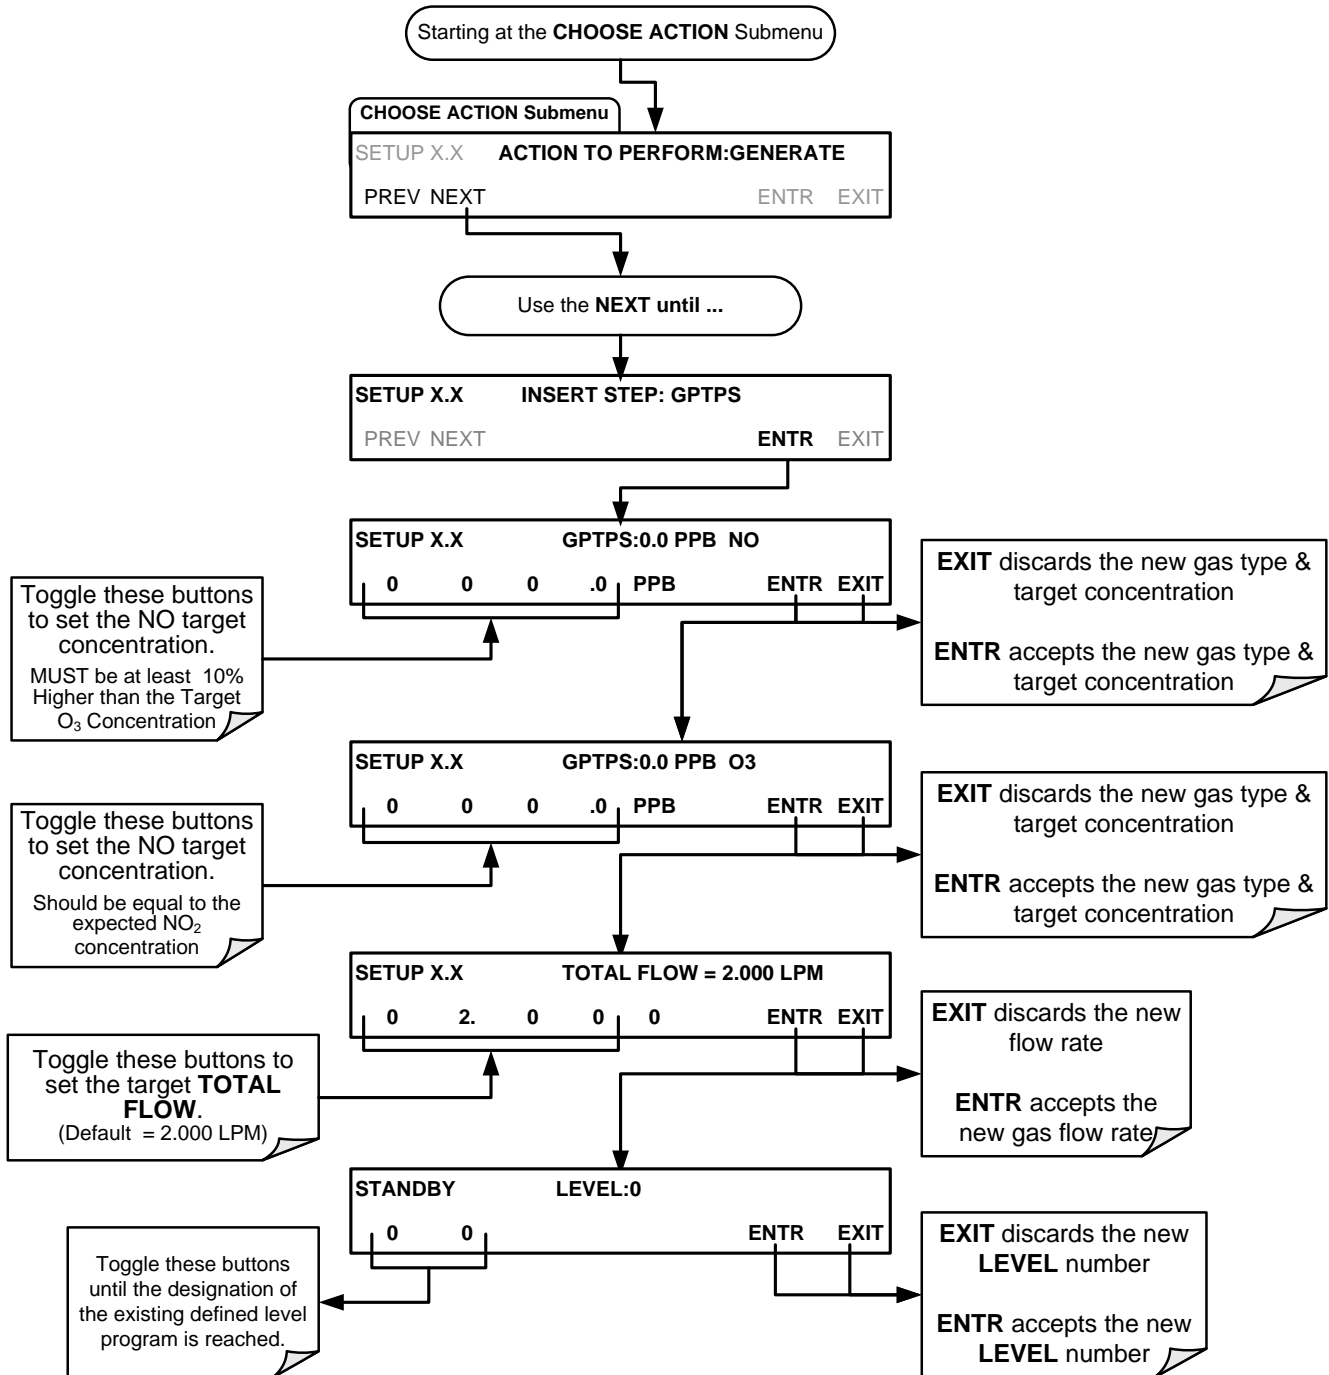 Starting at the CHOOSE ACTION Submenu
CHOOSE ACTION Submenu
SETUP X.X ACTION TO PERFORM:GENERATE
PREV NEXT ENTR EXIT
Use the NEXT until ...
SETUP X.X INSERT STEP: GPTPS
PREV NEXT ENTR EXIT
SETUP X.X GPTPS:0.0 PPB NO
0 0 0 .0 PPB ENTR EXIT
Toggle these buttons
to set the NO target
concentration.
MUST be at least 10%
Higher than the Target
O₃ Concentration
EXIT discards the new gas type &
target concentration
ENTR accepts the new gas type &
target concentration
SETUP X.X GPTPS:0.0 PPB O3
0 0 0 .0 PPB ENTR EXIT
Toggle these buttons
to set the NO target
concentration.
Should be equal to the
expected NO₂
concentration
EXIT discards the new gas type &
target concentration
ENTR accepts the new gas type &
target concentration
SETUP X.X TOTAL FLOW = 2.000 LPM
0 2. 0 0 0 ENTR EXIT
Toggle these buttons to
set the target TOTAL
FLOW.
(Default = 2.000 LPM)
EXIT discards the new
flow rate
ENTR accepts the
new gas flow rate
STANDBY LEVEL:0
0 0 ENTR EXIT
Toggle these buttons
until the designation of
the existing defined level
program is reached.
EXIT discards the new
LEVEL number
ENTR accepts the new
LEVEL number